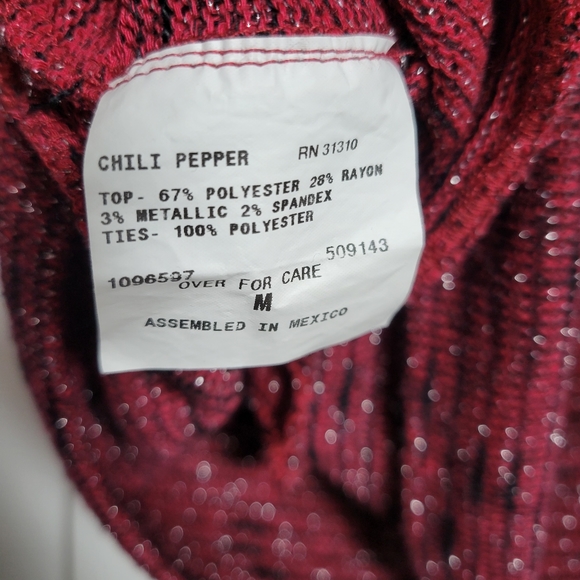 CHILI PEPPER RN 31310
TOP- 67% POLYESTER 28% RAYON
3% METALLIC 2% SPANDEX
TIES- 100% POLYESTER
1096597 509143
OVER FOR CARE
M
ASSEMBLED IN MEXICO